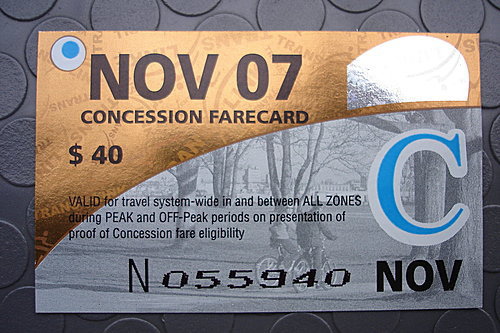 NOV 07
CONCESSION FARECARD
$ 40
VALID for travel system-wide in and between ALL ZONES
during PEAK and OFF-Peak periods on presentation of
proof of Concession fare eligibility
C
N 055940
NOV